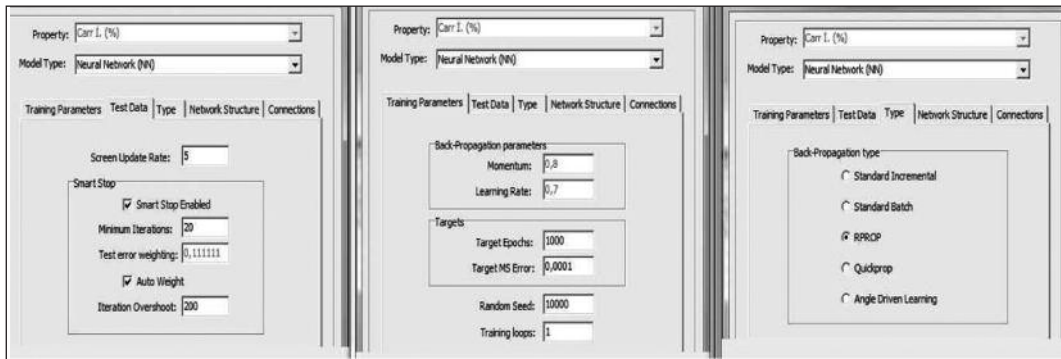 Property: Carr I. (%)
Model Type: Neural Network (NN)
Training Parameters Test Data Type Network Structure Connections
Screen Update Rate: 5
Smart Stop
Smart Stop Enabled
Minimum Iterations: 20
Test error weighting: 0,111111
Auto Weight
Iteration Overshoot: 200
Property: Carr I. (%)
Model Type: Neural Network (NN)
Training Parameters Test Data Type Network Structure Connections
Back-Propagation parameters
Momentum: 0,8
Learning Rate: 0,7
Targets
Target Epochs: 1000
Target MS Error: 0,0001
Random Seed: 10000
Training loops: 1
Property: Carr I. (%)
Model Type: Neural Network (NN)
Training Parameters Test Data Type Network Structure Connections
Back-Propagation type
Standard Incremental
Standard Batch
RPROP
Quickprop
Angle Driven Learning